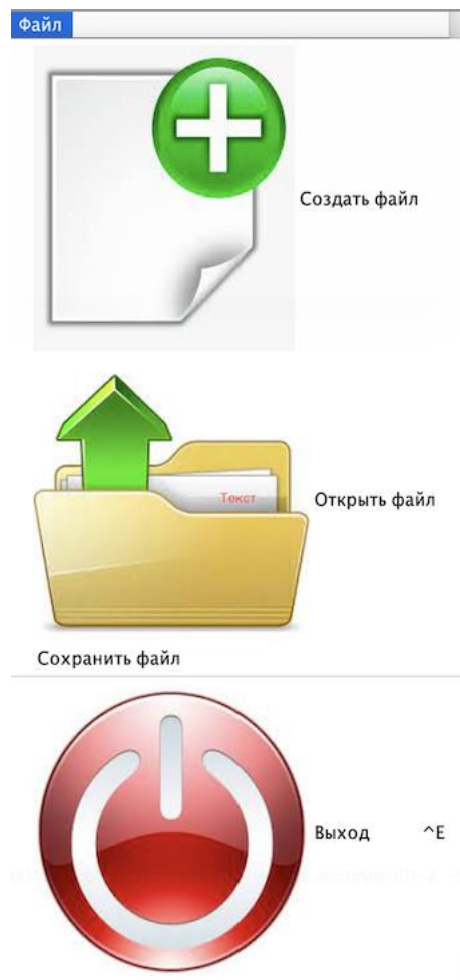 Файл
Создать файл
Текст
Открыть файл
Сохранить файл
Выход ^E